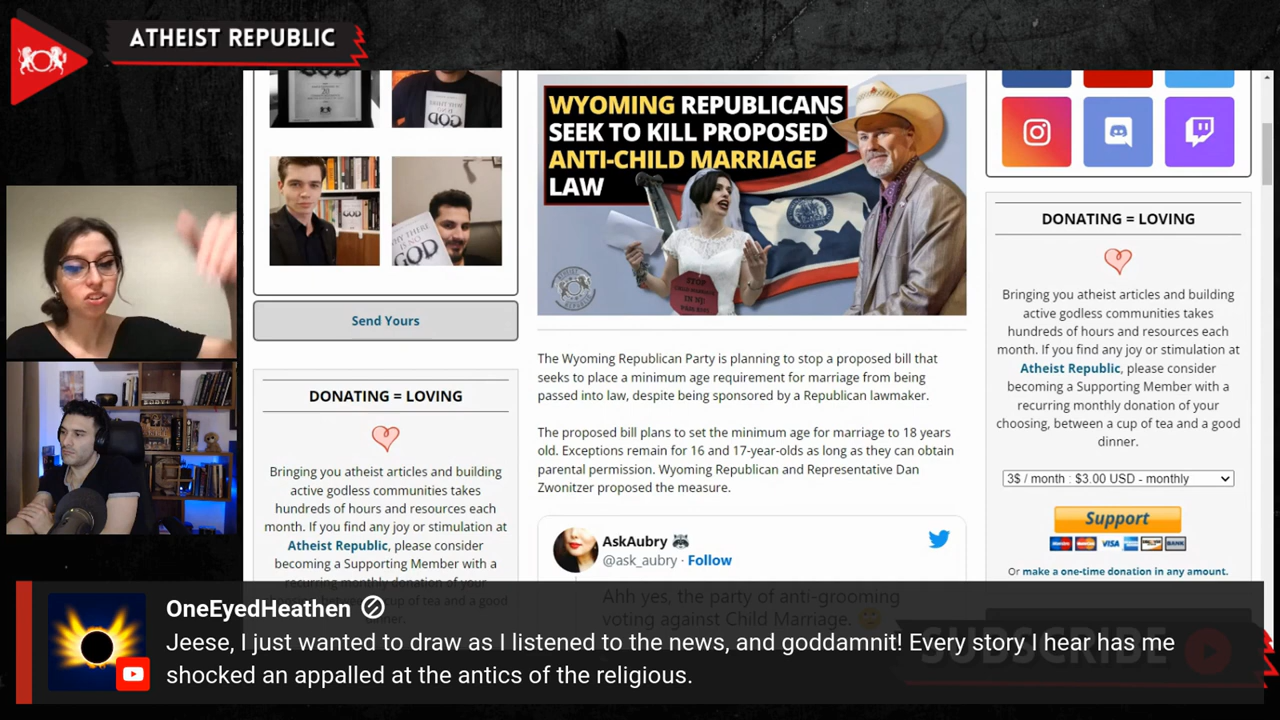 ATHEIST REPUBLIC
WYOMING REPUBLICANS
SEEK TO KILL PROPOSED
ANTI-CHILD MARRIAGE
LAW
Send Yours
DONATING = LOVING
Bringing you atheist articles and building
active godless communities takes
hundreds of hours and resources each
month. If you find any joy or stimulation at
Atheist Republic, please consider
becoming a Supporting Member with a
recurring monthly donation of your
The Wyoming Republican Party is planning to stop a proposed bill that
seeks to place a minimum age requirement for marriage from being
passed into law, despite being sponsored by a Republican lawmaker.
The proposed bill plans to set the minimum age for marriage to 18 years
old. Exceptions remain for 16 and 17-year-olds as long as they can obtain
parental permission. Wyoming Republican and Representative Dan
Zwonitzer proposed the measure.
AskAubry
@ask_aubry · Follow
Ahh yes, the party of anti-grooming
voting against Child Marriage.
DONATING = LOVING
Bringing you atheist articles and building
active godless communities takes
hundreds of hours and resources each
month. If you find any joy or stimulation at
Atheist Republic, please consider
becoming a Supporting Member with a
recurring monthly donation of your
choosing, between a cup of tea and a good
dinner.
3$ / month : $3.00 USD - monthly
Support
VISA
BANK
Or make a one-time donation in any amount.
SUBSCRIBE
OneEyedHeathen
Jeese, I just wanted to draw as I listened to the news, and goddamnit! Every story I hear has me
shocked an appalled at the antics of the religious.